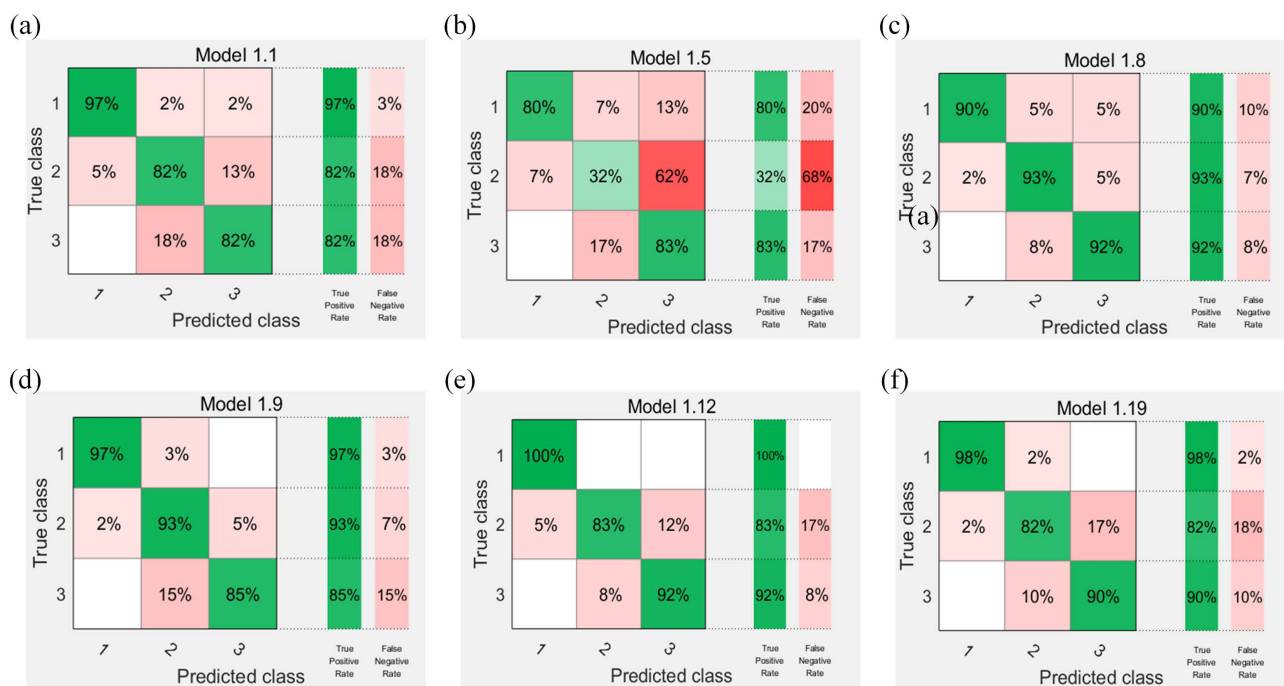 (a)
Model 1.1
True class
1 97% 2% 2% 97% 3%
2 5% 82% 13% 82% 18%
3 18% 82% 82% 18%
1 2 3
True Positive Rate
False Negative Rate
Predicted class
(b)
Model 1.5
True class
1 80% 7% 13% 80% 20%
2 7% 32% 62% 32% 68%
3 17% 83% 83% 17%
1 2 3
True Positive Rate
False Negative Rate
Predicted class
(c)
Model 1.8
True class
(a)
1 90% 5% 5% 90% 10%
2 2% 93% 5% 93% 7%
3 8% 92% 92% 8%
1 2 3
True Positive Rate
False Negative Rate
Predicted class
(d)
Model 1.9
True class
1 97% 3% 97% 3%
2 2% 93% 5% 93% 7%
3 15% 85% 85% 15%
1 2 3
True Positive Rate
False Negative Rate
Predicted class
(e)
Model 1.12
True class
1 100% 100%
2 5% 83% 12% 83% 17%
3 8% 92% 92% 8%
1 2 3
True Positive Rate
False Negative Rate
Predicted class
(f)
Model 1.19
True class
1 98% 2% 98% 2%
2 2% 82% 17% 82% 18%
3 10% 90% 90% 10%
1 2 3
True Positive Rate
False Negative Rate
Predicted class